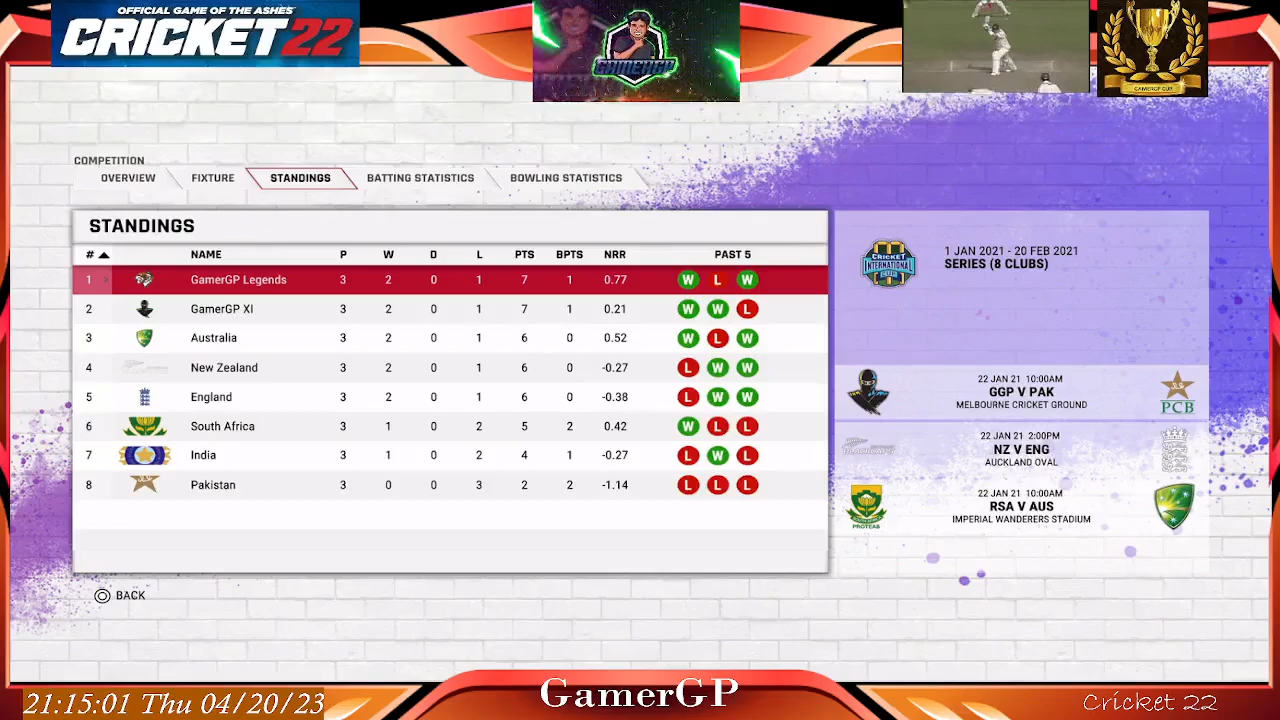 OFFICIAL GAME OF THE ASHES
CRICKET 22
GAMERGP
GAMERGP CUP
COMPETITION
OVERVIEW FIXTURE STANDINGS BATTING STATISTICS BOWLING STATISTICS
STANDINGS
# NAME P W D L PTS BPTS NRR PAST 5
1 GamerGP Legends 3 2 0 1 7 1 0.77 W L W
2 GamerGP XI 3 2 0 1 7 1 0.21 W W L
3 Australia 3 2 0 1 6 0 0.52 W L W
4 New Zealand 3 2 0 1 6 0 -0.27 L W W
5 England 3 2 0 1 6 0 -0.38 L W W
6 South Africa 3 1 0 2 5 2 0.42 W L L
7 India 3 1 0 2 4 1 -0.27 L W L
8 Pakistan 3 0 0 3 2 2 -1.14 L L L
CRICKET
INTERNATIONAL
1 JAN 2021 - 20 FEB 2021
SERIES (8 CLUBS)
22 JAN 21 10:00AM
GGP V PAK
MELBOURNE CRICKET GROUND
PCB
22 JAN 21 2:00PM
NZ V ENG
AUCKLAND OVAL
22 JAN 21 10:00AM
RSA V AUS
IMPERIAL WANDERERS STADIUM
PROTEAS
BACK
21:15:01 Thu 04/20/23
GamerGP
Cricket 22